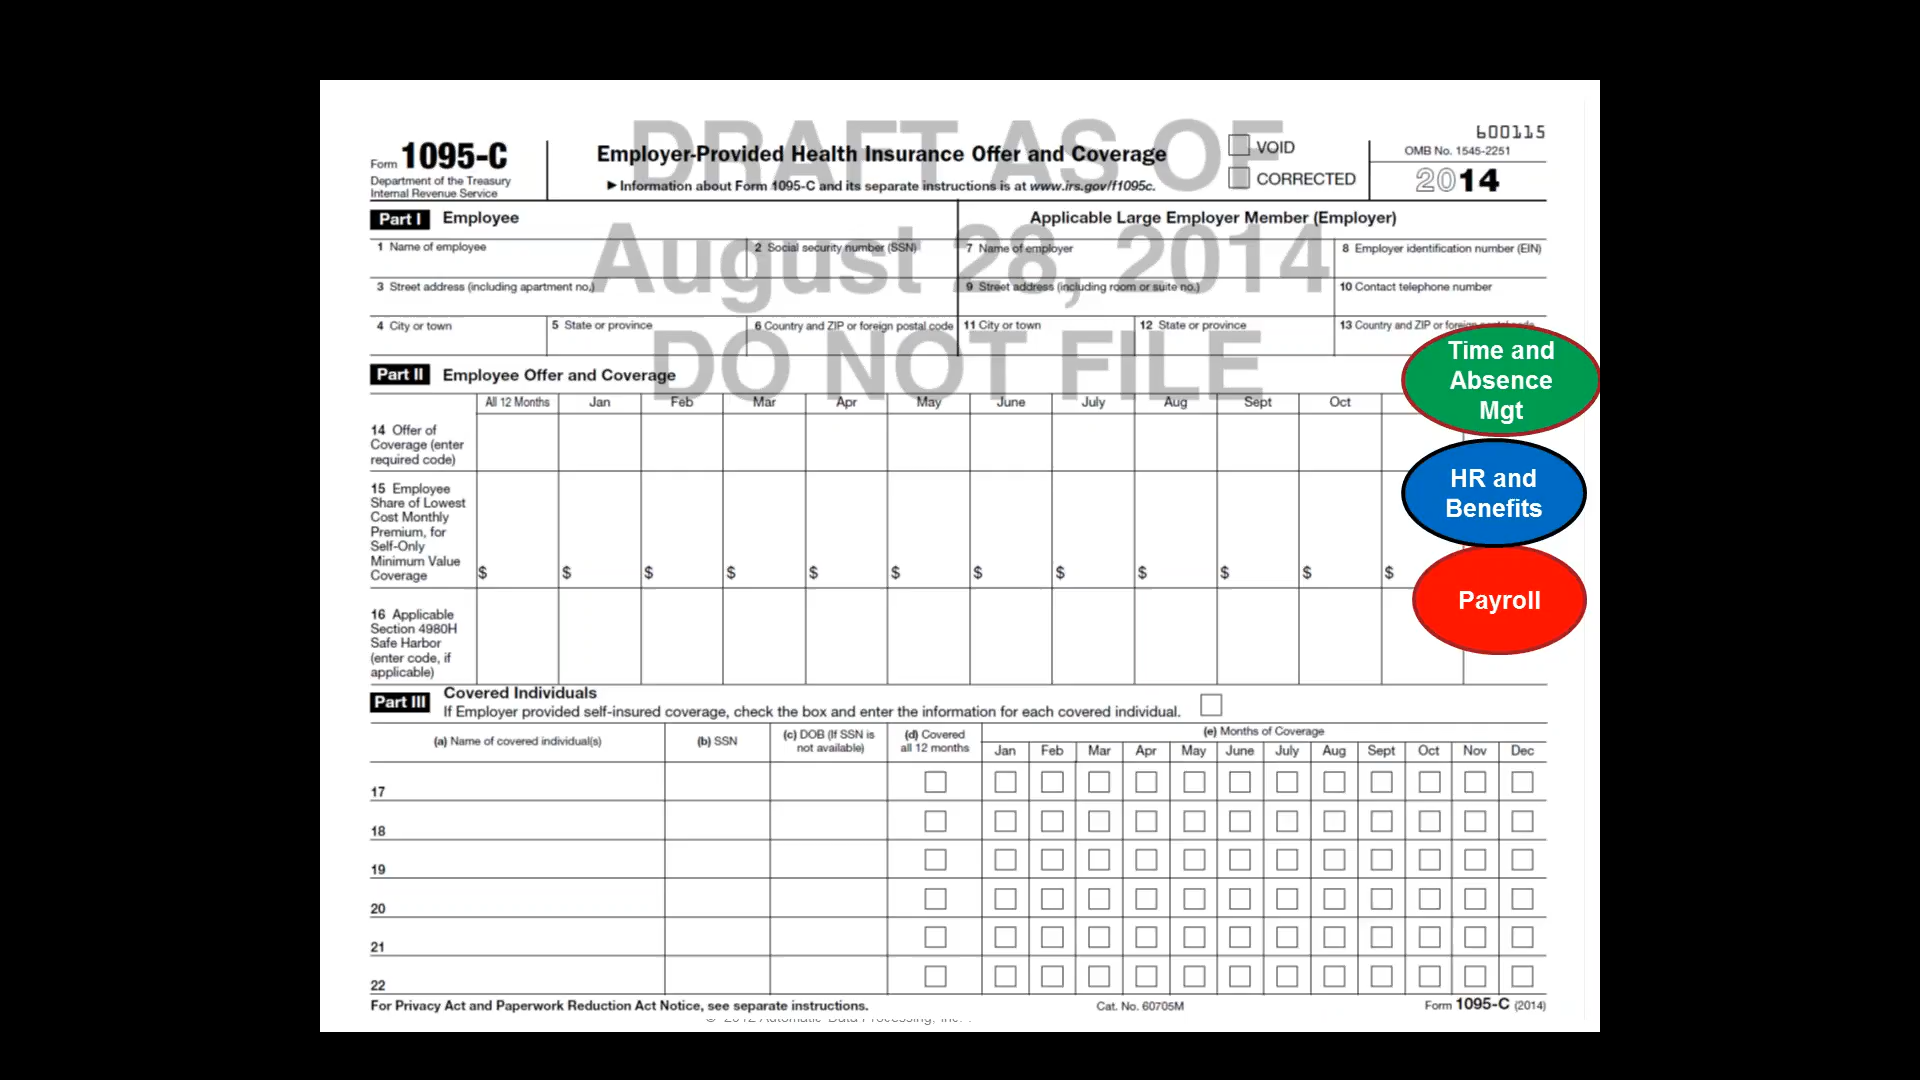 DRAFT AS OF
August 28, 2014
DO NOT FILE
Form 1095-C
Department of the Treasury
Internal Revenue Service
Employer-Provided Health Insurance Offer and Coverage
▶ Information about Form 1095-C and its separate instructions is at www.irs.gov/f1095c.
VOID
CORRECTED
600115
OMB No. 1545-2251
2014
Part I Employee
Applicable Large Employer Member (Employer)
1 Name of employee
2 Social security number (SSN)
7 Name of employer
8 Employer identification number (EIN)
3 Street address (including apartment no.)
9 Street address (including room or suite no.)
10 Contact telephone number
4 City or town
5 State or province
6 Country and ZIP or foreign postal code
11 City or town
12 State or province
13 Country and ZIP or foreign postal code
Part II Employee Offer and Coverage
All 12 Months Jan Feb Mar Apr May June July Aug Sept Oct
14 Offer of
Coverage (enter
required code)
15 Employee
Share of Lowest
Cost Monthly
Premium, for
Self-Only
Minimum Value
Coverage
$ $ $ $ $ $ $ $ $ $ $ $
16 Applicable
Section 4980H
Safe Harbor
(enter code, if
applicable)
Time and
Absence
Mgt
HR and
Benefits
Payroll
Part III Covered Individuals
If Employer provided self-insured coverage, check the box and enter the information for each covered individual.
(a) Name of covered individual(s)
(b) SSN
(c) DOB (If SSN is
not available)
(d) Covered
all 12 months
(e) Months of Coverage
Jan Feb Mar Apr May June July Aug Sept Oct Nov Dec
17
18
19
20
21
22
For Privacy Act and Paperwork Reduction Act Notice, see separate instructions.
Cat. No. 60705M
Form 1095-C (2014)